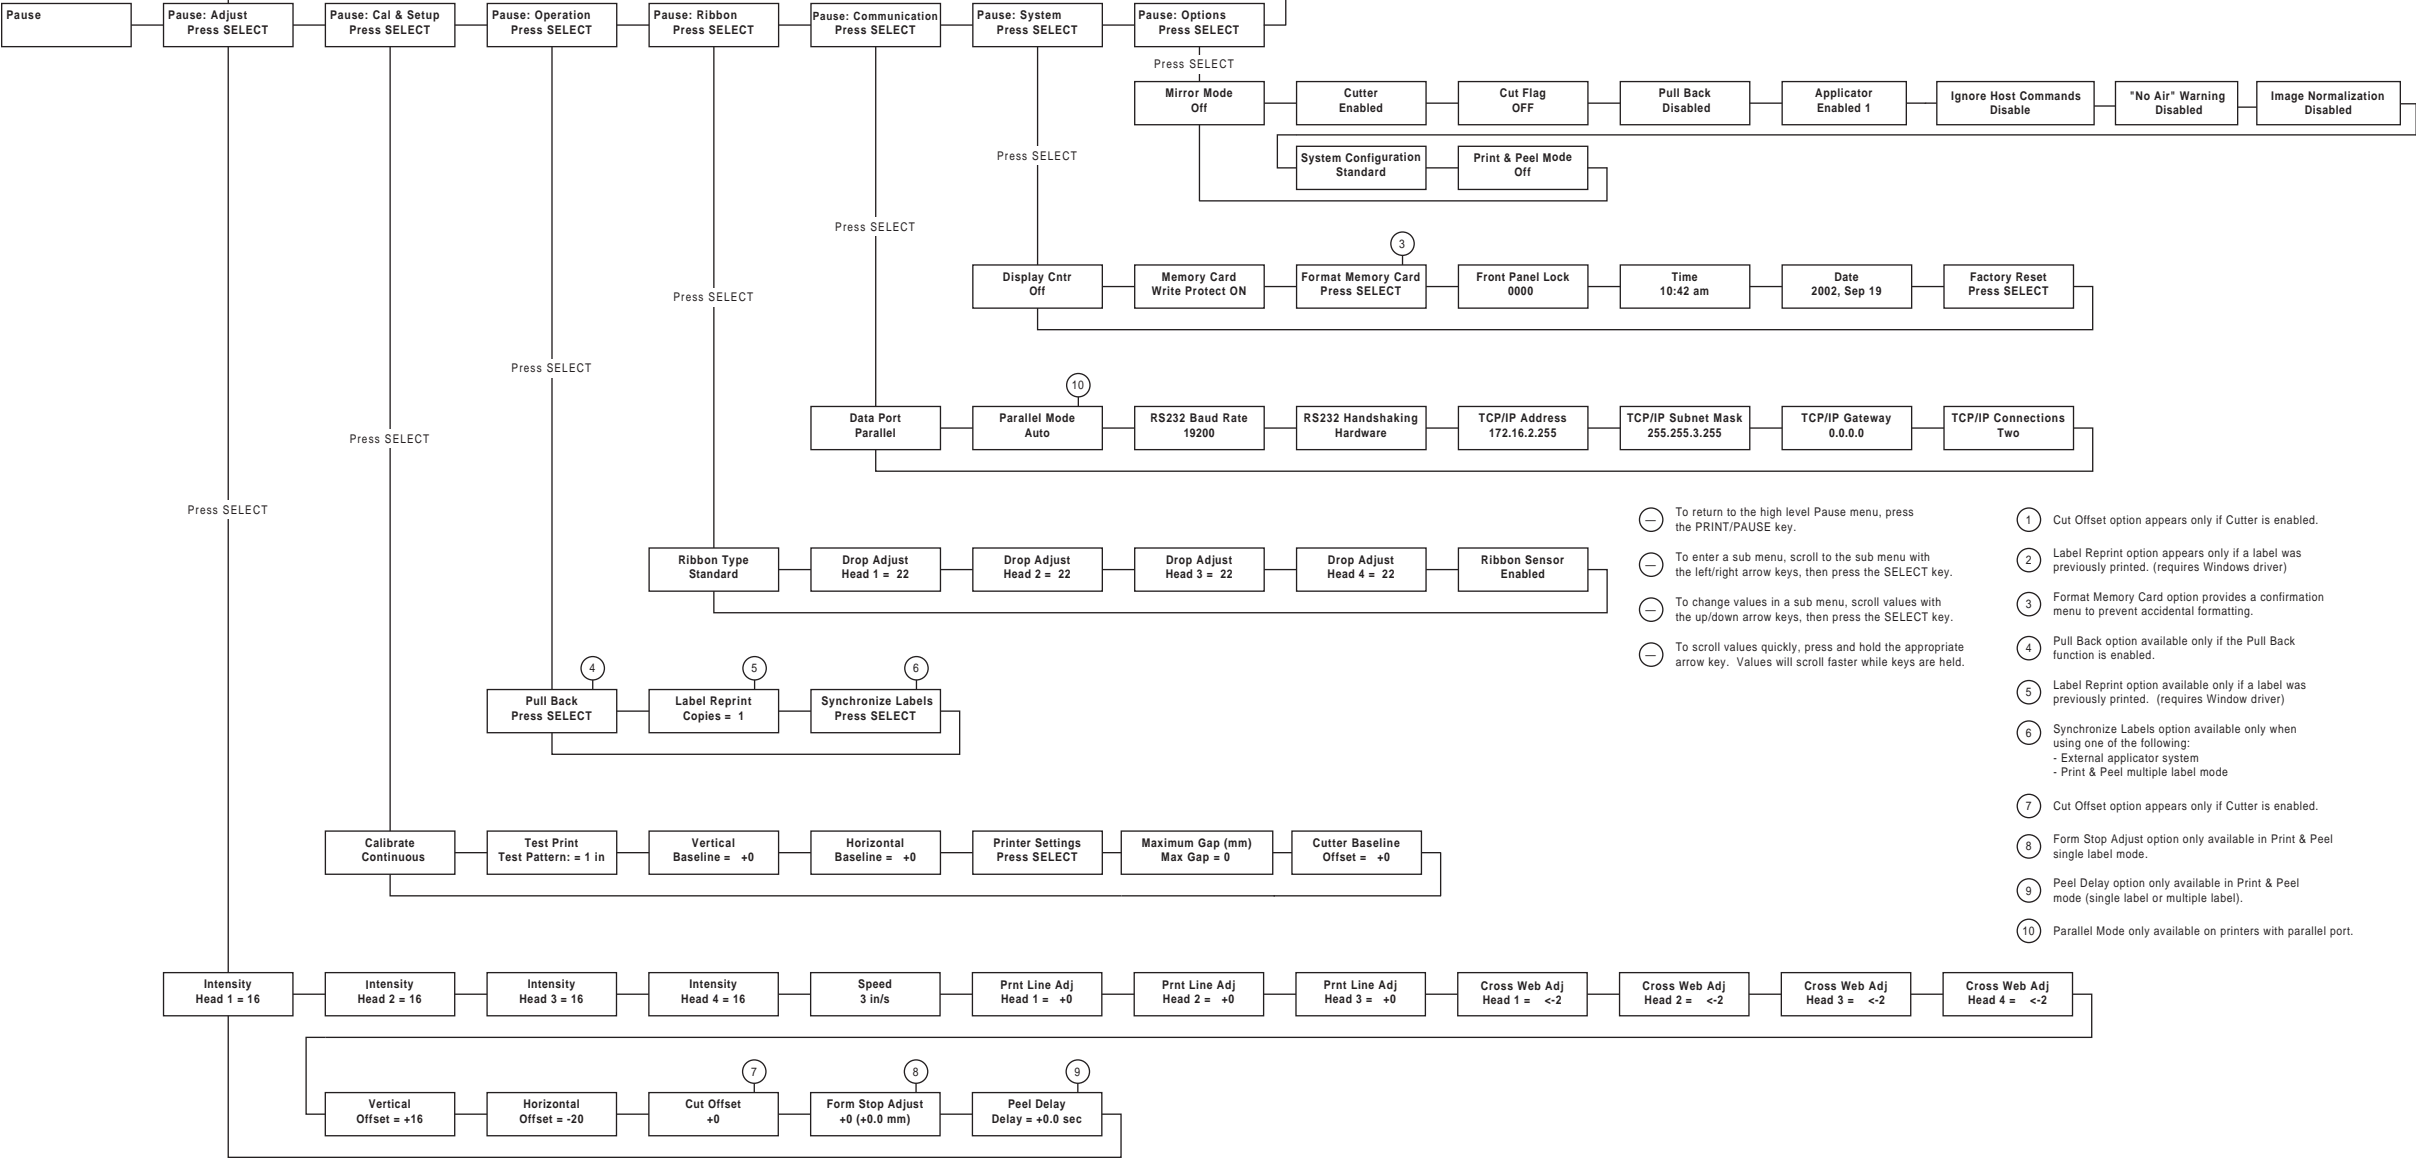 Pause
Pause: Adjust
Press SELECT
Pause: Cal & Setup
Press SELECT
Pause: Operation
Press SELECT
Pause: Ribbon
Press SELECT
Pause: Communication
Press SELECT
Pause: System
Press SELECT
Pause: Options
Press SELECT
Press SELECT
Mirror Mode
Off
Cutter
Enabled
Cut Flag
OFF
Pull Back
Disabled
Applicator
Enabled 1
Ignore Host Commands
Disable
"No Air" Warning
Disabled
Image Normalization
Disabled
Press SELECT
System Configuration
Standard
Print & Peel Mode
Off
Press SELECT
3
Display Cntr
Off
Memory Card
Write Protect ON
Format Memory Card
Press SELECT
Front Panel Lock
0000
Time
10:42 am
Date
2002, Sep 19
Factory Reset
Press SELECT
Press SELECT
Press SELECT
10
Data Port
Parallel
Parallel Mode
Auto
RS232 Baud Rate
19200
RS232 Handshaking
Hardware
TCP/IP Address
172.16.2.255
TCP/IP Subnet Mask
255.255.3.255
TCP/IP Gateway
0.0.0.0
TCP/IP Connections
Two
Press SELECT
Press SELECT
Ribbon Type
Standard
Drop Adjust
Head 1 = 22
Drop Adjust
Head 2 = 22
Drop Adjust
Head 3 = 22
Drop Adjust
Head 4 = 22
Ribbon Sensor
Enabled
— To return to the high level Pause menu, press
the PRINT/PAUSE key.
— To enter a sub menu, scroll to the sub menu with
the left/right arrow keys, then press the SELECT key.
— To change values in a sub menu, scroll values with
the up/down arrow keys, then press the SELECT key.
— To scroll values quickly, press and hold the appropriate
arrow key. Values will scroll faster while keys are held.
1 Cut Offset option appears only if Cutter is enabled.
2 Label Reprint option appears only if a label was
previously printed. (requires Windows driver)
3 Format Memory Card option provides a confirmation
menu to prevent accidental formatting.
4 Pull Back option available only if the Pull Back
function is enabled.
5 Label Reprint option available only if a label was
previously printed. (requires Window driver)
6 Synchronize Labels option available only when
using one of the following:
- External applicator system
- Print & Peel multiple label mode
7 Cut Offset option appears only if Cutter is enabled.
8 Form Stop Adjust option only available in Print & Peel
single label mode.
9 Peel Delay option only available in Print & Peel
mode (single label or multiple label).
10 Parallel Mode only available on printers with parallel port.
4
5
6
Pull Back
Press SELECT
Label Reprint
Copies = 1
Synchronize Labels
Press SELECT
Calibrate
Continuous
Test Print
Test Pattern: = 1 in
Vertical
Baseline = +0
Horizontal
Baseline = +0
Printer Settings
Press SELECT
Maximum Gap (mm)
Max Gap = 0
Cutter Baseline
Offset = +0
Intensity
Head 1 = 16
Intensity
Head 2 = 16
Intensity
Head 3 = 16
Intensity
Head 4 = 16
Speed
3 in/s
Prnt Line Adj
Head 1 = +0
Prnt Line Adj
Head 2 = +0
Prnt Line Adj
Head 3 = +0
Cross Web Adj
Head 1 = <-2
Cross Web Adj
Head 2 = <-2
Cross Web Adj
Head 3 = <-2
Cross Web Adj
Head 4 = <-2
7
8
9
Vertical
Offset = +16
Horizontal
Offset = -20
Cut Offset
+0
Form Stop Adjust
+0 (+0.0 mm)
Peel Delay
Delay = +0.0 sec